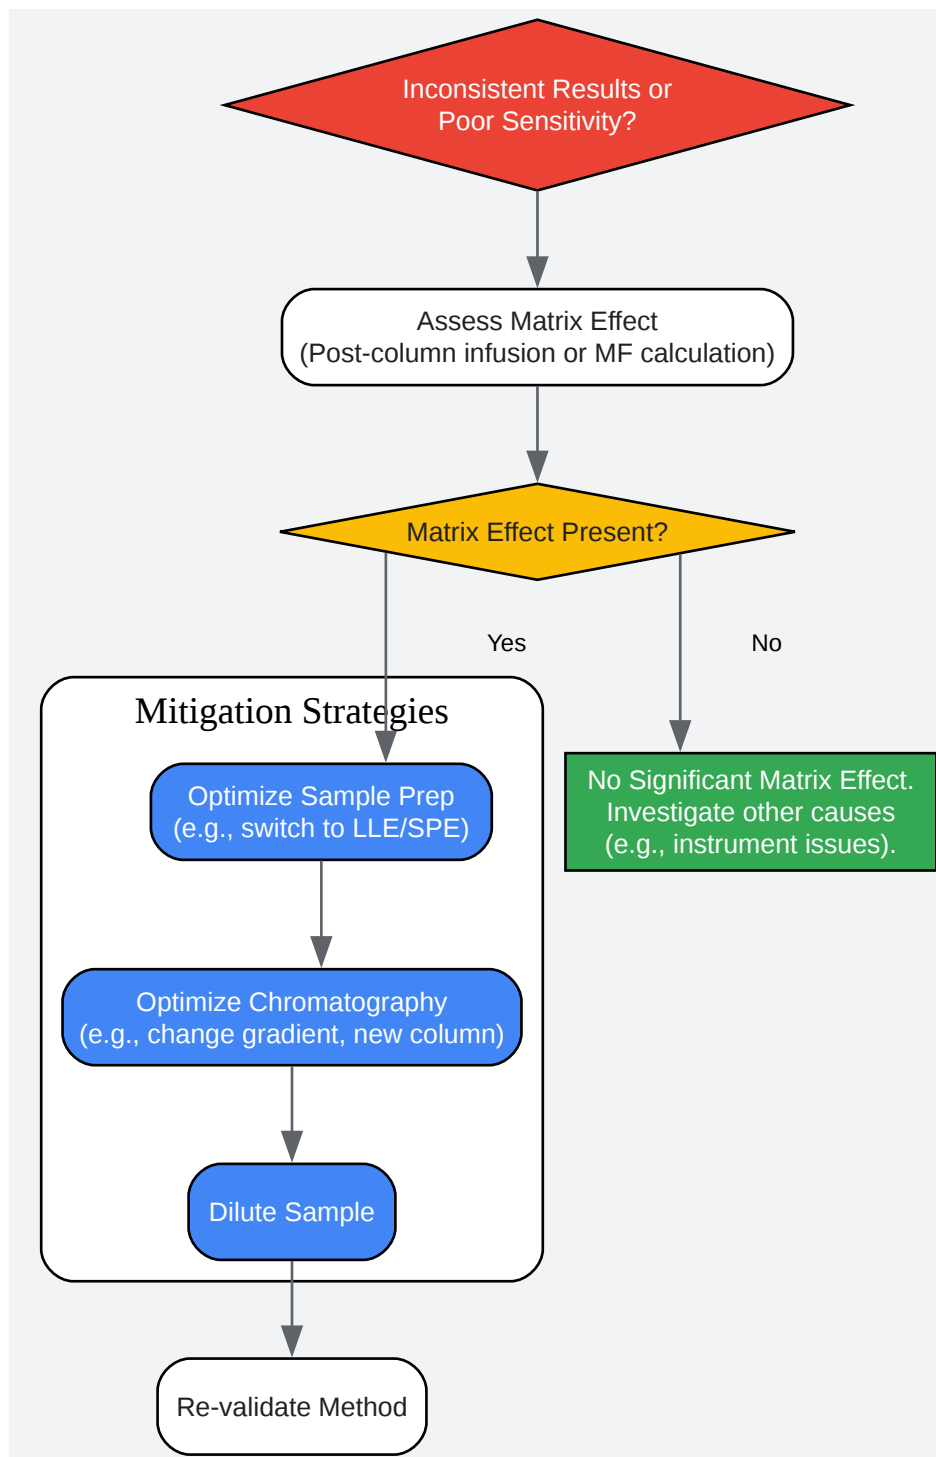 Inconsistent Results or
Poor Sensitivity?
Assess Matrix Effect
(Post-column infusion or MF calculation)
Matrix Effect Present?
Yes
No
Mitigation Strategies
Optimize Sample Prep
(e.g., switch to LLE/SPE)
No Significant Matrix Effect.
Investigate other causes
(e.g., instrument issues).
Optimize Chromatography
(e.g., change gradient, new column)
Dilute Sample
Re-validate Method